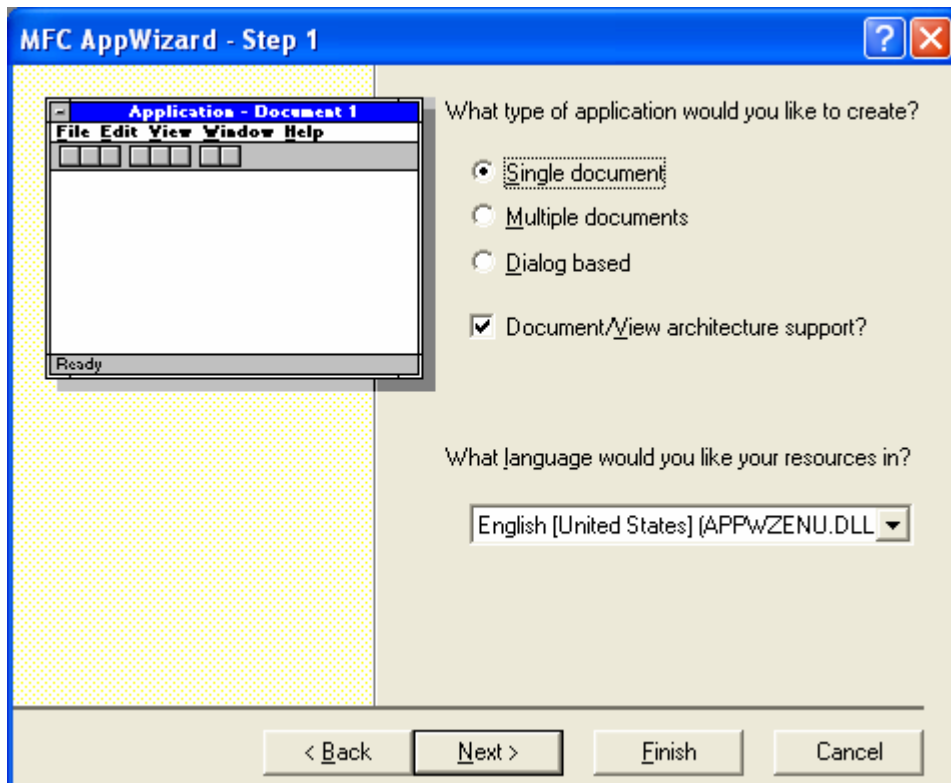 MFC AppWizard - Step 1
Application - Document 1
File Edit View Window Help
Ready
What type of application would you like to create?
Single document
Multiple documents
Dialog based
Document/View architecture support?
What language would you like your resources in?
English [United States] (APPWZENU.DLL
< Back
Next >
Finish
Cancel